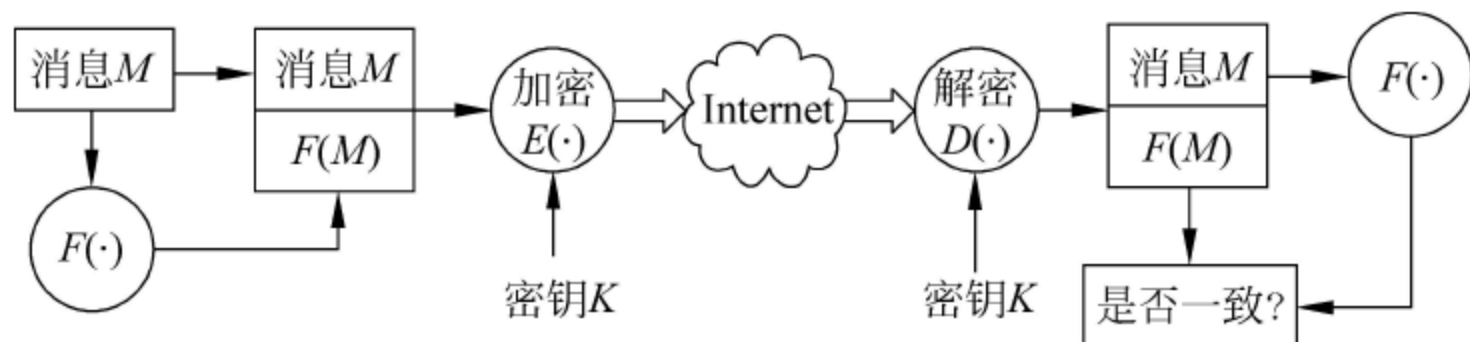 消息M
消息M
F(M)
F(·)
加密
E(·)
密钥K
Internet
解密
D(·)
密钥K
消息M
F(M)
F(·)
是否一致?